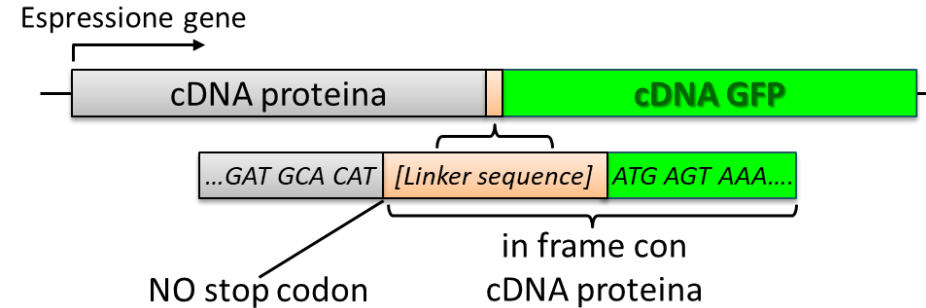 Espressione gene
cDNA proteina
cDNA GFP
...GAT GCA CAT
[Linker sequence]
ATG AGT AAA....
in frame con
cDNA proteina
NO stop codon